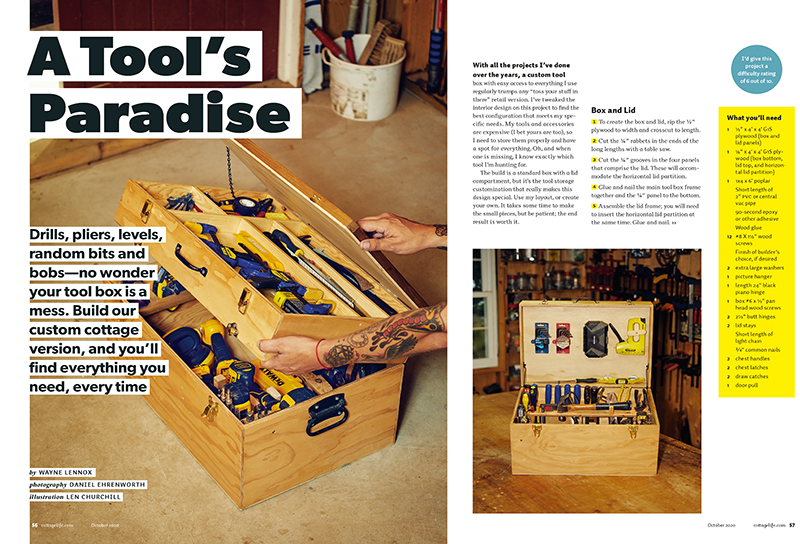 A Tool's
Paradise
Drills, pliers, levels,
random bits and
bobs—no wonder
your tool box is a
mess. Build our
custom cottage
version, and you'll
find everything you
need, every time
by WAYNE LENNOX
photography DANIEL EHRENWORTH
illustration LEN CHURCHILL
56 cottagelife.com October 2020
With all the projects I've done
over the years, a custom tool
box with easy access to everything I use
regularly trumps any "toss your stuff in
there" retail version. I've tweaked the
interior design on this project to find the
best configuration that meets my spe-
cific needs. My tools and accessories
are expensive (I bet yours are too), so
I need to store them properly and have
a spot for everything. Oh, and when
one is missing, I know exactly which
tool I'm hunting for.
The build is a standard box with a lid
compartment, but it's the tool storage
customization that really makes this
design special. Use my layout, or create
your own. It takes some time to make
the small pieces, but be patient; the end
result is worth it.
Box and Lid
1 To create the box and lid, rip the
plywood to width and crosscut to length.
2 Cut the rabbets in the ends of the
long lengths with a table saw.
3 Cut the grooves in the four panels
that comprise the lid. These will accom-
modate the horizontal lid partition.
4 Glue and nail the main tool box frame
together and the plywood to the bottom.
5 Assemble the lid frame; you will need
to insert the horizontal lid partition at
the same time. Glue and nail. »
I'd give this
project a
difficulty rating
of 6 out of 10.
What you'll need
1 ½" x 4' x 4' G1S
plywood (box and
lid panels)
1 ¼" x 4' x 4' G1S ply-
wood (box bottom,
lid top, and horizon-
tal lid partition)
1 1x4 x 6' poplar
Short length of
2" PVC or central
vac pipe
90-second epoxy
or other adhesive
Wood glue
12 #8 X 1¼" wood
screws
Finish of builder's
choice, if desired
2 extra large washers
1 picture hanger
1 length 24" black
piano hinge
1 box #6 x ½" pan
head wood screws
2 2½" butt hinges
2 lid stays
Short length of
light chain
¾" common nails
2 chest handles
2 chest latches
2 draw catches
1 door pull
October 2020 cottagelife.com 57